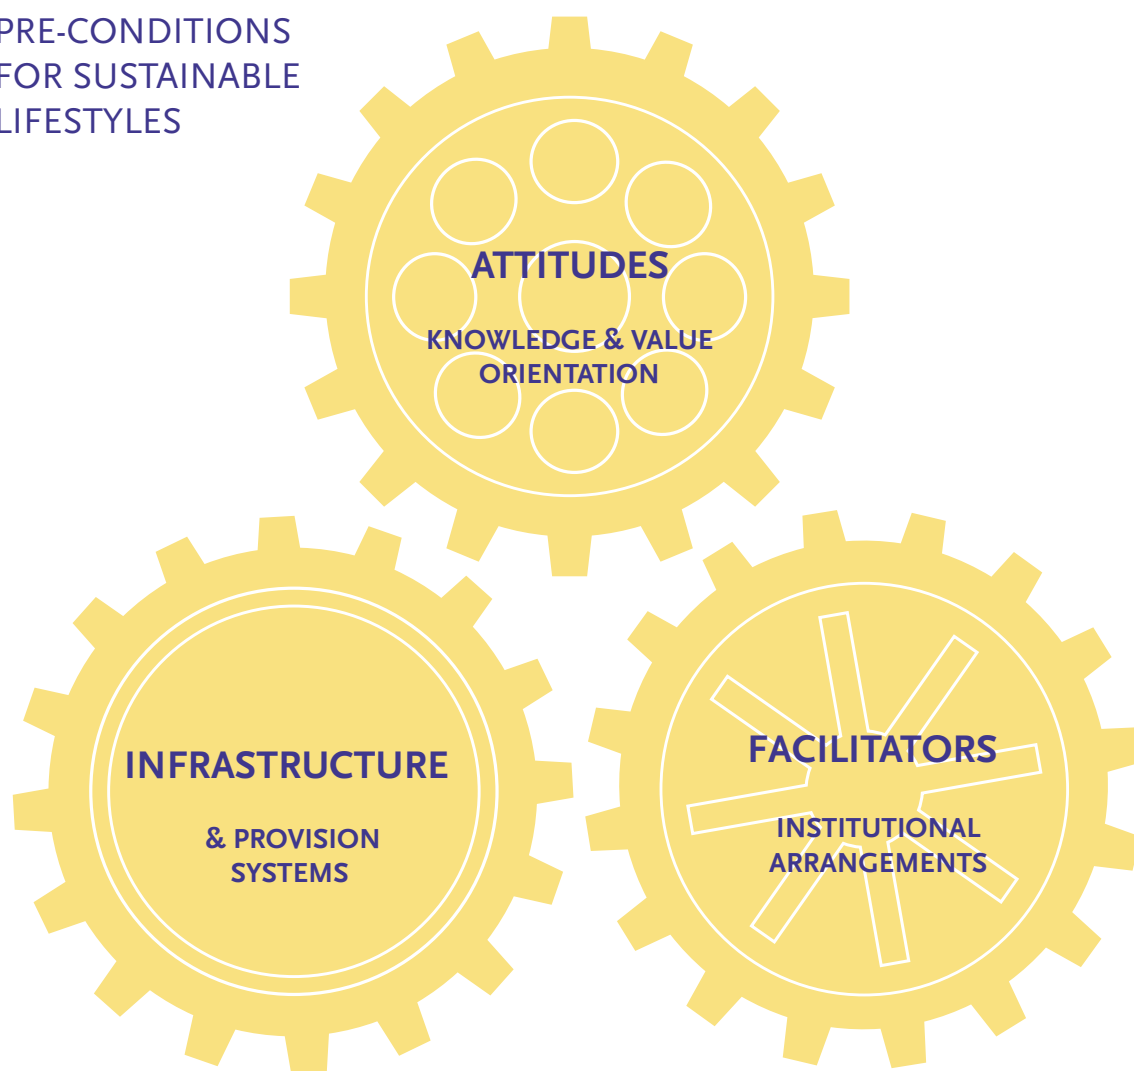 PRE-CONDITIONS
FOR SUSTAINABLE
LIFESTYLES
ATTITUDES
KNOWLEDGE & VALUE
ORIENTATION
INFRASTRUCTURE
& PROVISION
SYSTEMS
FACILITATORS
INSTITUTIONAL
ARRANGEMENTS